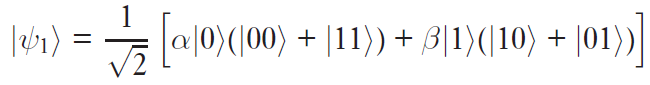 |ψ₁⟩ = 1/√2 [α|0⟩(|00⟩ + |11⟩) + β|1⟩(|10⟩ + |01⟩)]